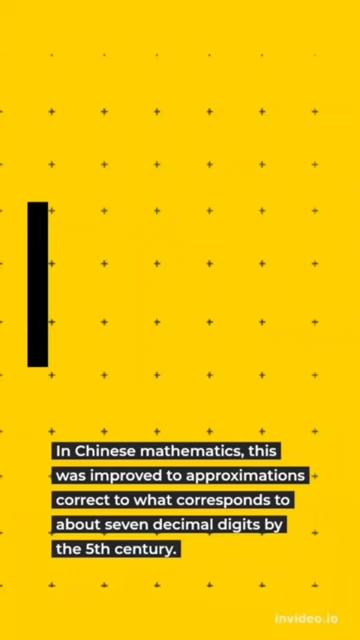 In Chinese mathematics, this
was improved to approximations
correct to what corresponds to
about seven decimal digits by
the 5th century.
invideo.io